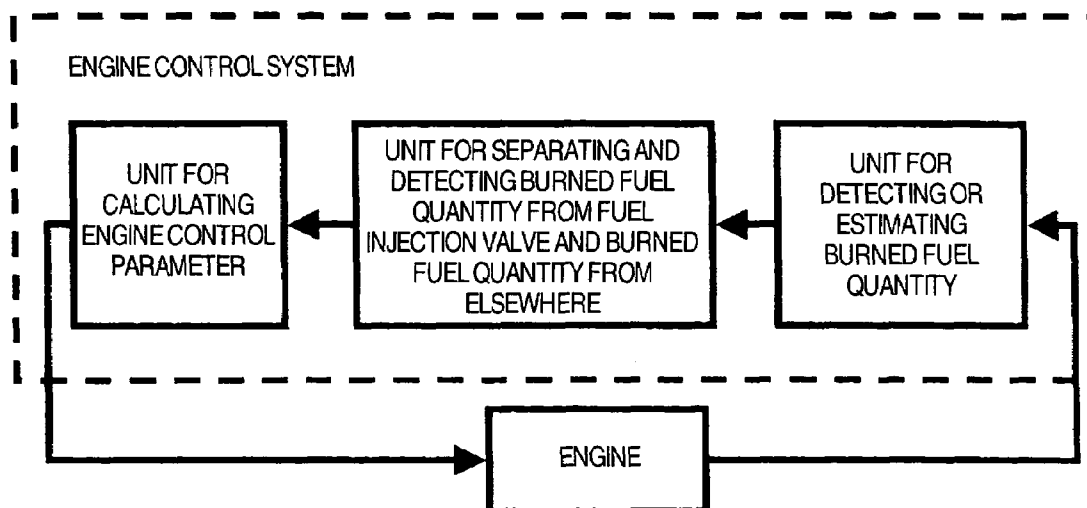 ENGINE CONTROL SYSTEM
UNIT FOR
CALCULATING
ENGINE CONTROL
PARAMETER
UNIT FOR SEPARATING AND
DETECTING BURNED FUEL
QUANTITY FROM FUEL
INJECTION VALVE AND BURNED
FUEL QUANTITY FROM
ELSEWHERE
UNIT FOR
DETECTING OR
ESTIMATING
BURNED FUEL
QUANTITY
ENGINE